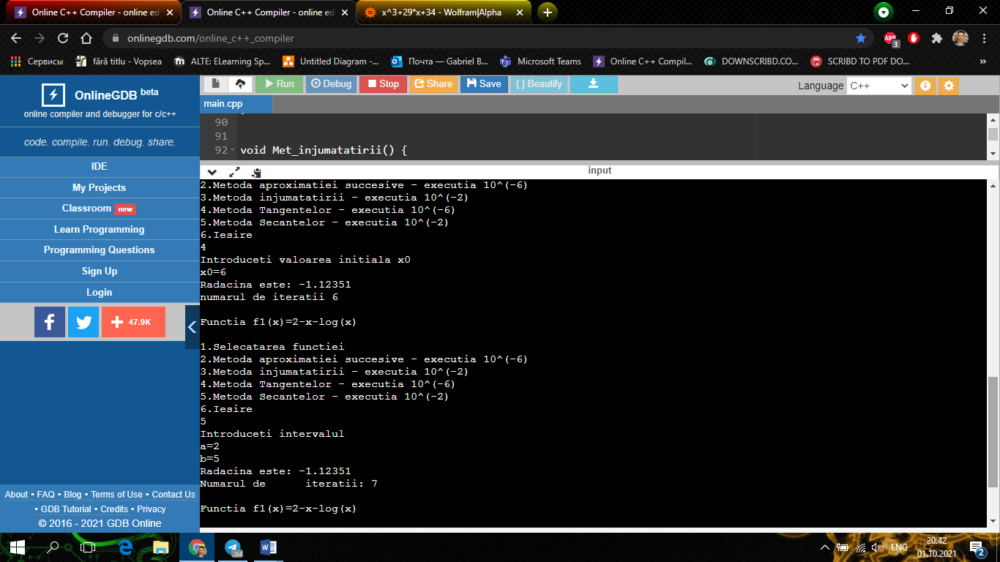 Online C++ Compiler - online ed
Online C++ Compiler - online ed
x^3+29*x+34 - Wolfram|Alpha
onlinegdb.com/online_c++_compiler
ABP
3
Сервисы
fără titlu - Vopsea
ALTE: ELearning Sp...
Untitled Diagram -...
Почта — Gabriel B...
Microsoft Teams
Online C++ Compil...
DOWNSCRIBD.CO...
SCRIBD TO PDF DO...
»
OnlineGDB beta
online compiler and debugger for c/c++
code. compile. run. debug. share.
IDE
My Projects
Classroom new
Learn Programming
Programming Questions
Sign Up
Login
47.9K
About • FAQ • Blog • Terms of Use • Contact Us
• GDB Tutorial • Credits • Privacy
© 2016 - 2021 GDB Online
Run
Debug
Stop
Share
Save
{ } Beautify
Language C++
main.cpp
90
91
92 void Met_injumatatirii() {
input
2.Metoda aproximatiei succesive - executia 10^(-6)
3.Metoda injumatatirii - executia 10^(-2)
4.Metoda Tangentelor - executia 10^(-6)
5.Metoda Secantelor - executia 10^(-2)
6.Iesire
4
Introduceti valoarea initiala x0
x0=6
Radacina este: -1.12351
numarul de iteratii 6
Functia f1(x)=2-x-log(x)
1.Selecatarea functiei
2.Metoda aproximatiei succesive - executia 10^(-6)
3.Metoda injumatatirii - executia 10^(-2)
4.Metoda Tangentelor - executia 10^(-6)
5.Metoda Secantelor - executia 10^(-2)
6.Iesire
5
Introduceti intervalul
a=2
b=5
Radacina este: -1.12351
Numarul de      iteratii: 7
Functia f1(x)=2-x-log(x)
ENG
20:42
01.10.2021
2